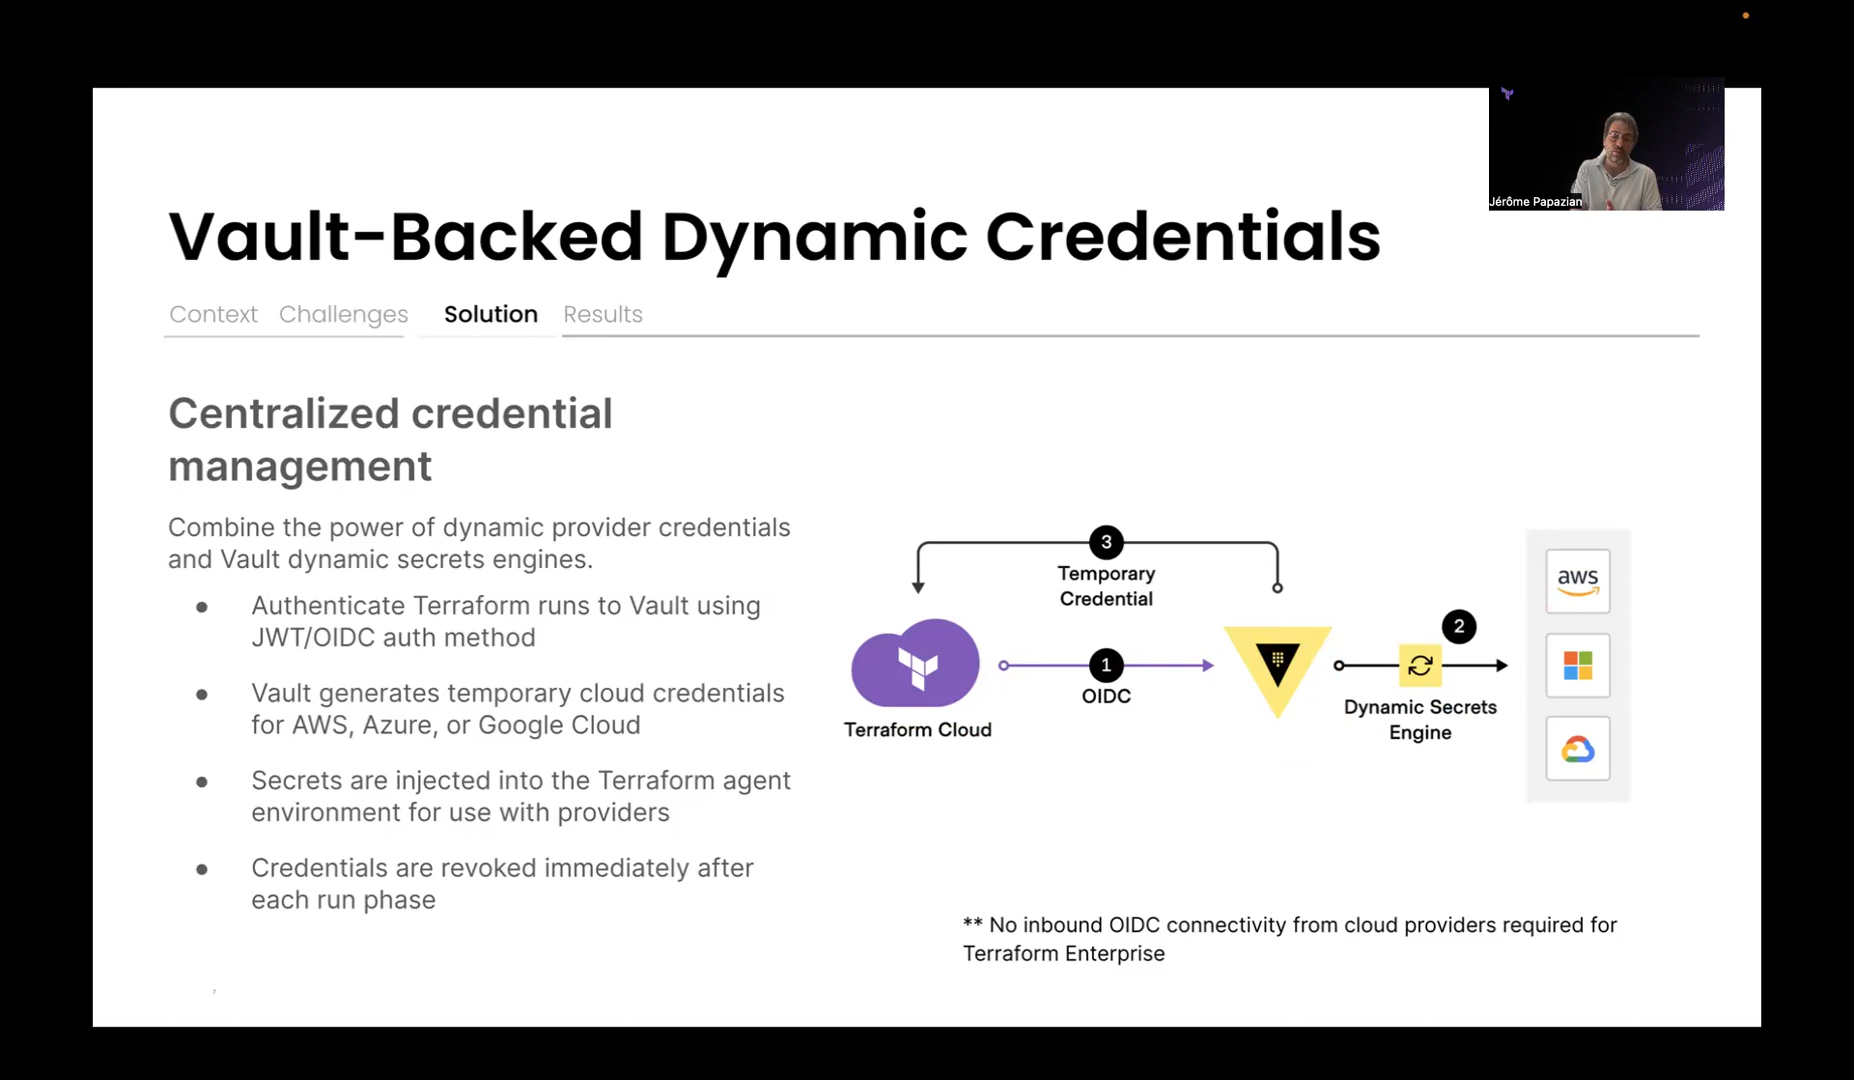 Jérôme Papazian
Vault-Backed Dynamic Credentials
Context Challenges Solution Results
Centralized credential
management
Combine the power of dynamic provider credentials
and Vault dynamic secrets engines.
● Authenticate Terraform runs to Vault using
JWT/OIDC auth method
● Vault generates temporary cloud credentials
for AWS, Azure, or Google Cloud
● Secrets are injected into the Terraform agent
environment for use with providers
● Credentials are revoked immediately after
each run phase
3
Temporary
Credential
1
OIDC
Terraform Cloud
2
Dynamic Secrets
Engine
aws
** No inbound OIDC connectivity from cloud providers required for
Terraform Enterprise